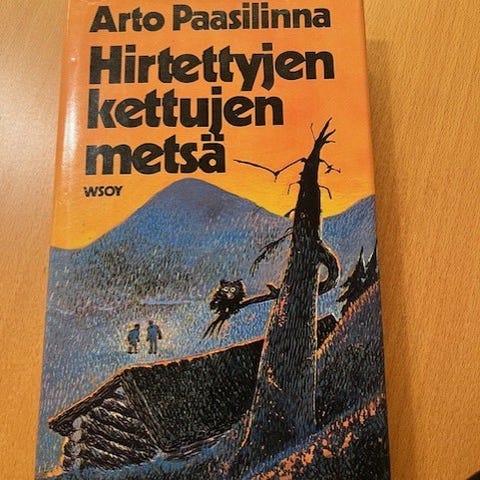 Arto Paasilinna
Hirtettyjen
kettujen
metsä
WSOY